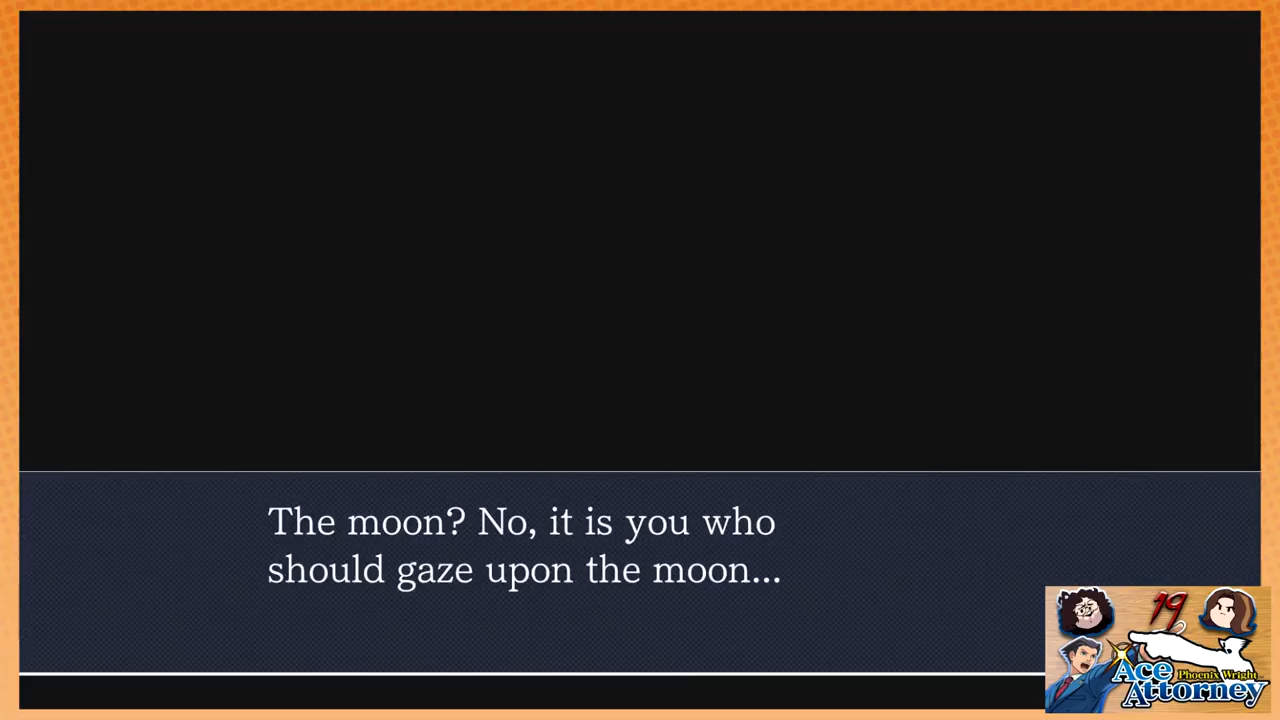 The moon? No, it is you who
should gaze upon the moon...
19
Phoenix Wright
Ace
Attorney